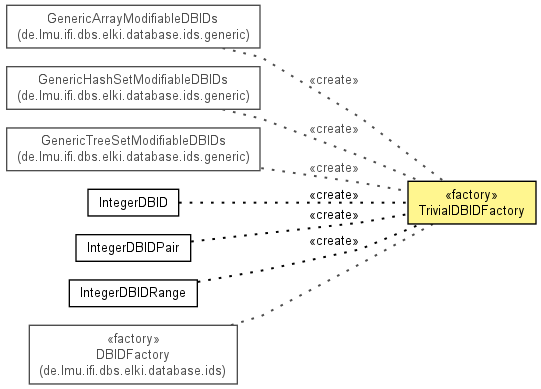 GenericArrayModifiableDBIDs
(de.lmu.ifi.dbs.elki.database.ids.generic)
«create»
GenericHashSetModifiableDBIDs
(de.lmu.ifi.dbs.elki.database.ids.generic)
«create»
GenericTreeSetModifiableDBIDs
(de.lmu.ifi.dbs.elki.database.ids.generic)
«create»
IntegerDBID
«create»
«factory»
TrivialDBIDFactory
«create»
IntegerDBIDPair
«create»
IntegerDBIDRange
«factory»
DBIDFactory
(de.lmu.ifi.dbs.elki.database.ids)